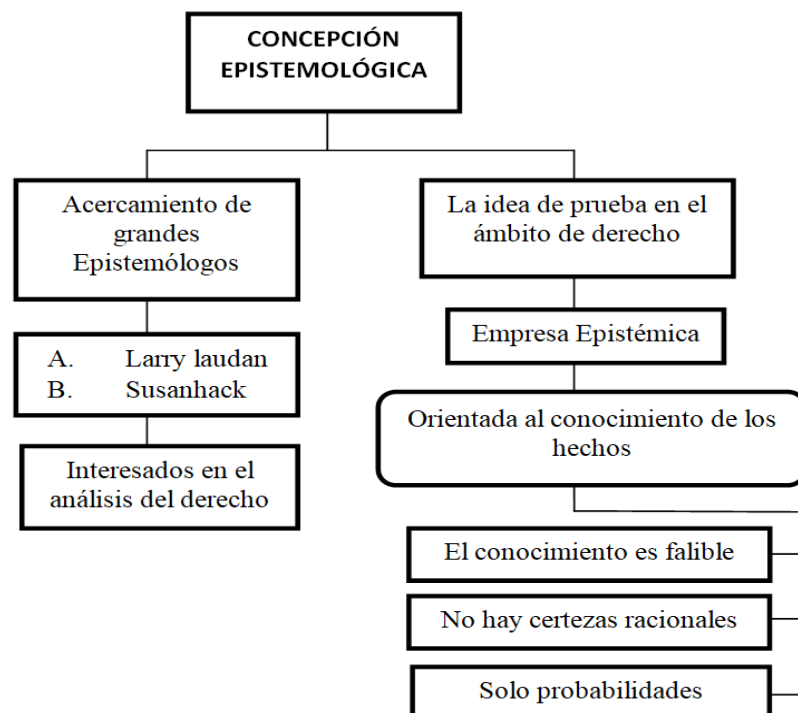 CONCEPCIÓN
EPISTEMOLÓGICA
Acercamiento de
grandes
Epistemólogos
A. Larry laudan
B. Susanhack
Interesados en el
análisis del derecho
La idea de prueba en el
ámbito de derecho
Empresa Epistémica
Orientada al conocimiento de los
hechos
El conocimiento es falible
No hay certezas racionales
Solo probabilidades